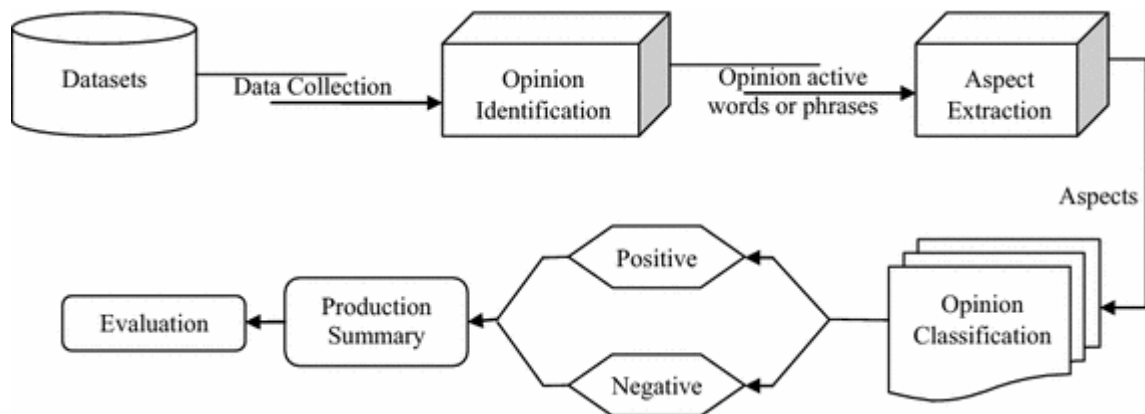 Datasets
Data Collection
Opinion
Identification
Opinion active
words or phrases
Aspect
Extraction
Aspects
Opinion
Classification
Positive
Negative
Production
Summary
Evaluation